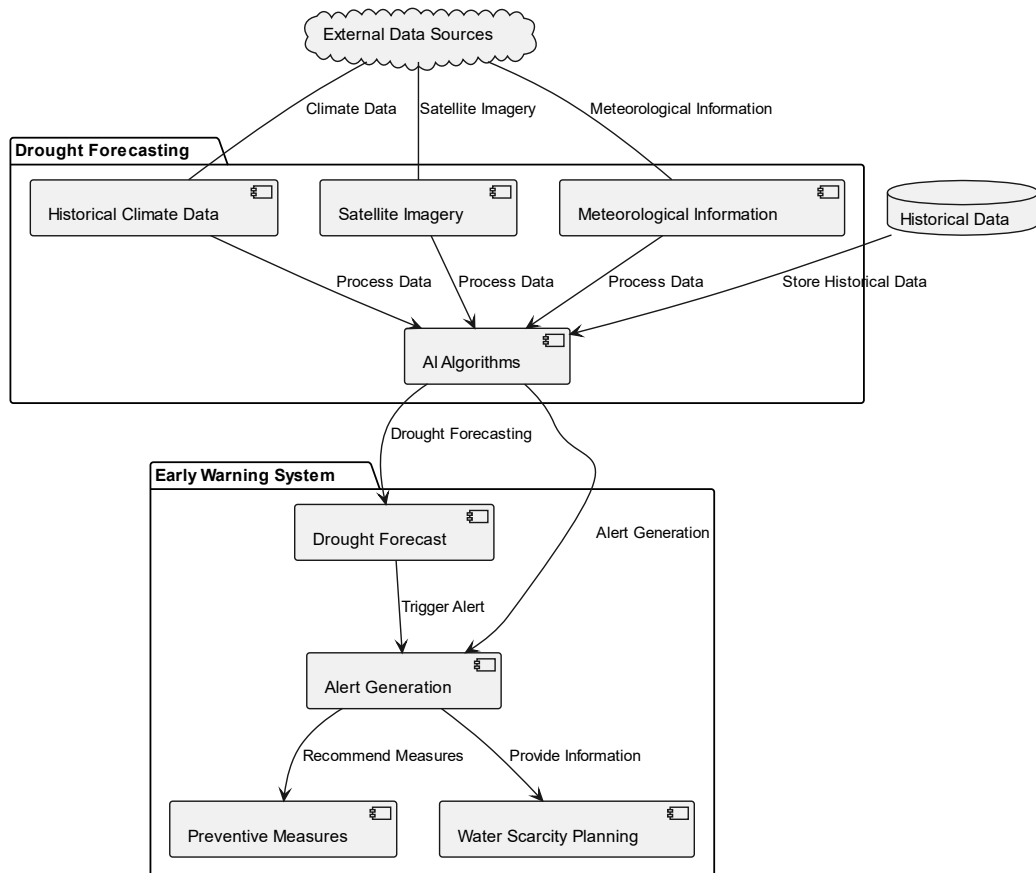 External Data Sources
Climate Data
Satellite Imagery
Meteorological Information
Drought Forecasting
Historical Climate Data
Satellite Imagery
Meteorological Information
Historical Data
Process Data
Process Data
Process Data
Store Historical Data
AI Algorithms
Drought Forecasting
Early Warning System
Drought Forecast
Alert Generation
Trigger Alert
Alert Generation
Recommend Measures
Provide Information
Preventive Measures
Water Scarcity Planning